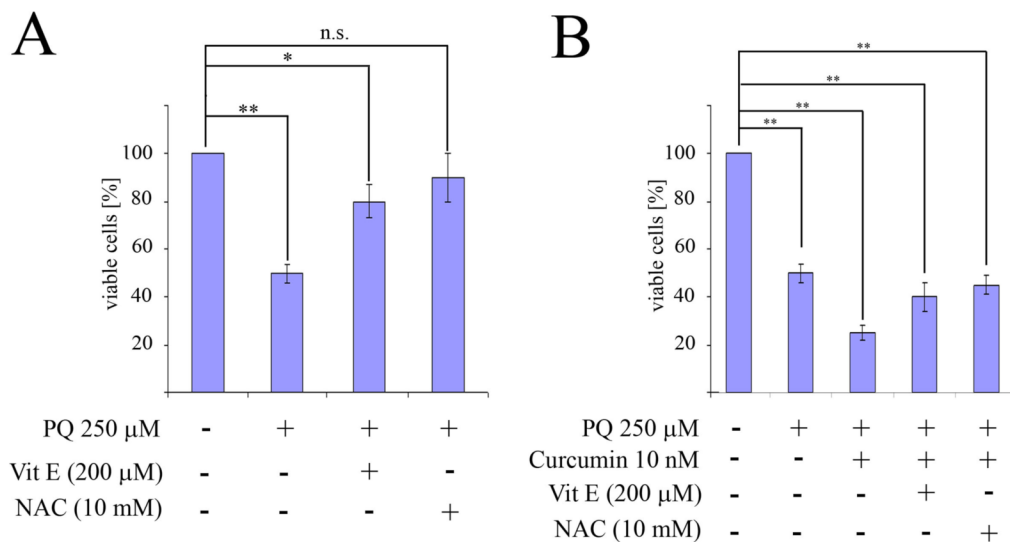 A
n.s.
*
**
100
80
60
40
20
viable cells [%]
PQ 250 μM - + + +
Vit E (200 μM) - - + -
NAC (10 mM) - - - +
B
**
**
**
**
100
80
60
40
20
viable cells [%]
PQ 250 μM - + + + +
Curcumin 10 nM - - + + +
Vit E (200 μM) - - - + -
NAC (10 mM) - - - - +